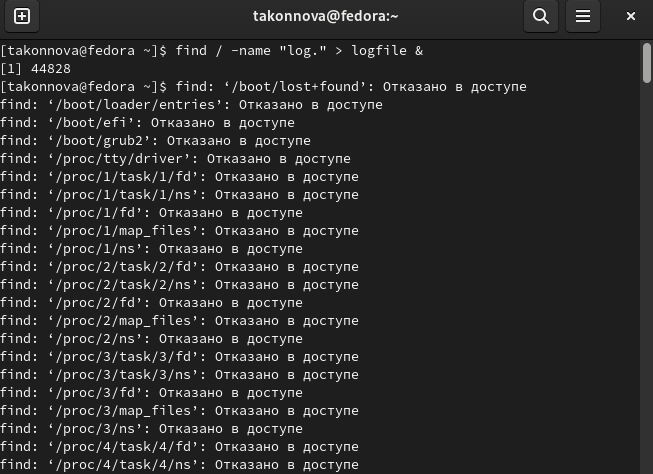 takonnova@fedora:~
[takonnova@fedora ~]$ find / -name "log." > logfile &
[1] 44828
[takonnova@fedora ~]$ find: ‘/boot/lost+found’: Отказано в доступе
find: ‘/boot/loader/entries’: Отказано в доступе
find: ‘/boot/efi’: Отказано в доступе
find: ‘/boot/grub2’: Отказано в доступе
find: ‘/proc/tty/driver’: Отказано в доступе
find: ‘/proc/1/task/1/fd’: Отказано в доступе
find: ‘/proc/1/task/1/ns’: Отказано в доступе
find: ‘/proc/1/fd’: Отказано в доступе
find: ‘/proc/1/map_files’: Отказано в доступе
find: ‘/proc/1/ns’: Отказано в доступе
find: ‘/proc/2/task/2/fd’: Отказано в доступе
find: ‘/proc/2/task/2/ns’: Отказано в доступе
find: ‘/proc/2/fd’: Отказано в доступе
find: ‘/proc/2/map_files’: Отказано в доступе
find: ‘/proc/2/ns’: Отказано в доступе
find: ‘/proc/3/task/3/fd’: Отказано в доступе
find: ‘/proc/3/task/3/ns’: Отказано в доступе
find: ‘/proc/3/fd’: Отказано в доступе
find: ‘/proc/3/map_files’: Отказано в доступе
find: ‘/proc/3/ns’: Отказано в доступе
find: ‘/proc/4/task/4/fd’: Отказано в доступе
find: ‘/proc/4/task/4/ns’: Отказано в доступе